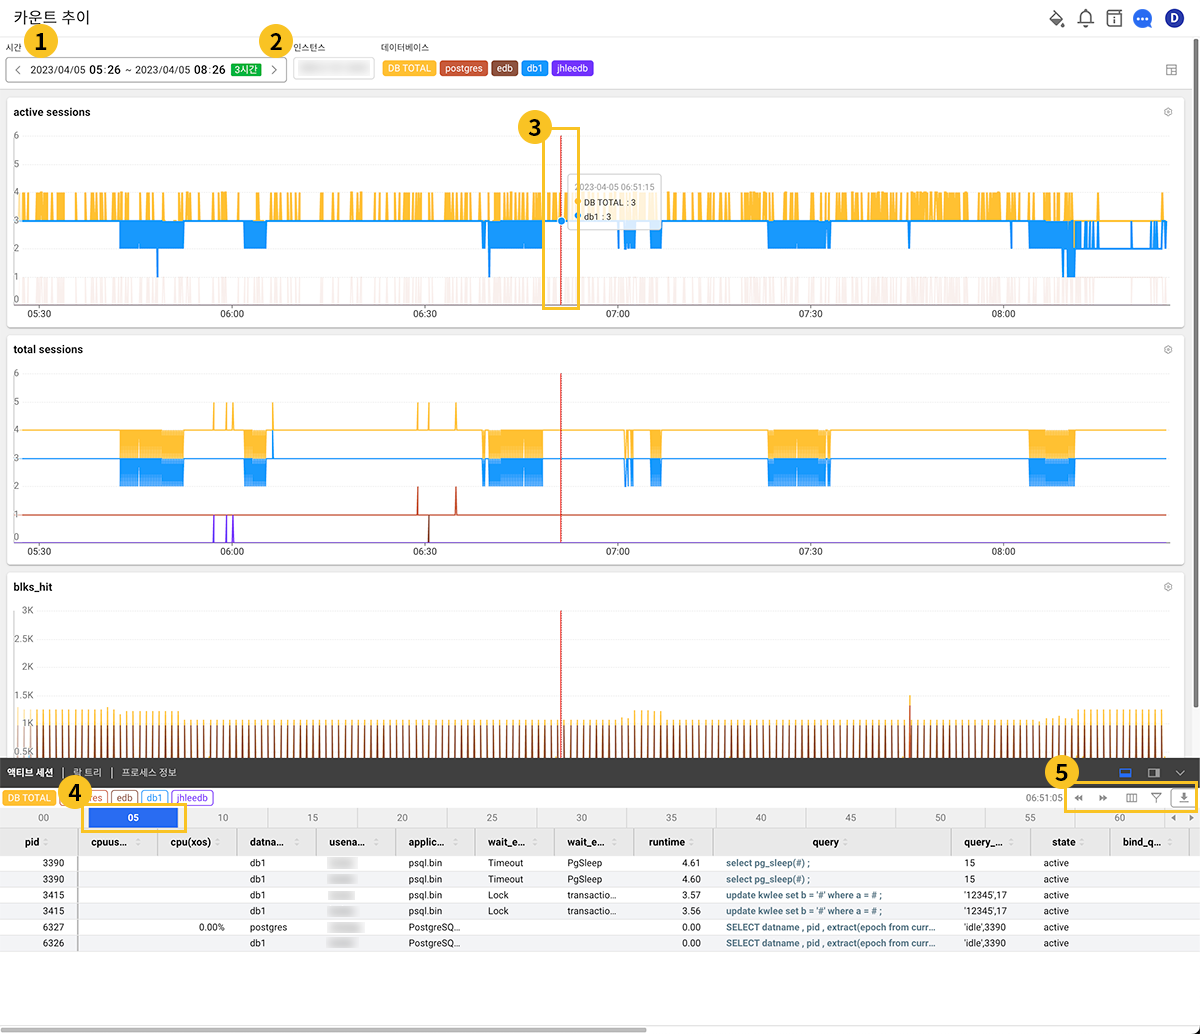 카운트 추이
D
시간 1 2 인스턴스 데이터베이스
2023/04/05 05:26 ~ 2023/04/05 08:26 3시간 DB TOTAL postgres edb db1 jhleedb
active sessions
3
6
5
4
3
2
1
0
2023-04-05 06:51:15
DB TOTAL : 3
db1 : 3
05:30 06:00 06:30 07:00 07:30 08:00
total sessions
6
5
4
3
2
1
0
05:30 06:00 06:30 07:00 07:30 08:00
blks_hit
3K
2.5K
2K
1.5K
1K
0.5K
액티브 세션 | 락 트리 | 프로세스 정보
4 5
DB TOTAL edb db1 jhleedb 06:51:05
00 05 10 15 20 25 30 35 40 45 50 55 60
pid cpuus... cpu(xos) datna... usena... applic... wait_e... wait_e... runtime query query_... state bind_q...
3390 db1 psql.bin Timeout PgSleep 4.61 select pg_sleep(#) ; 15 active
3390 db1 psql.bin Timeout PgSleep 4.60 select pg_sleep(#) ; 15 active
3415 db1 psql.bin Lock transactio... 3.57 update kwlee set b = '#' where a = # ; '12345',17 active
3415 db1 psql.bin Lock transactio... 3.56 update kwlee set b = '#' where a = # ; '12345',17 active
6327 0.00% postgres PostgreSQ... 0.00 SELECT datname , pid , extract(epoch from curr... 'idle',3390 active
6326 db1 PostgreSQ... 0.00 SELECT datname , pid , extract(epoch from curr... 'idle',3390 active